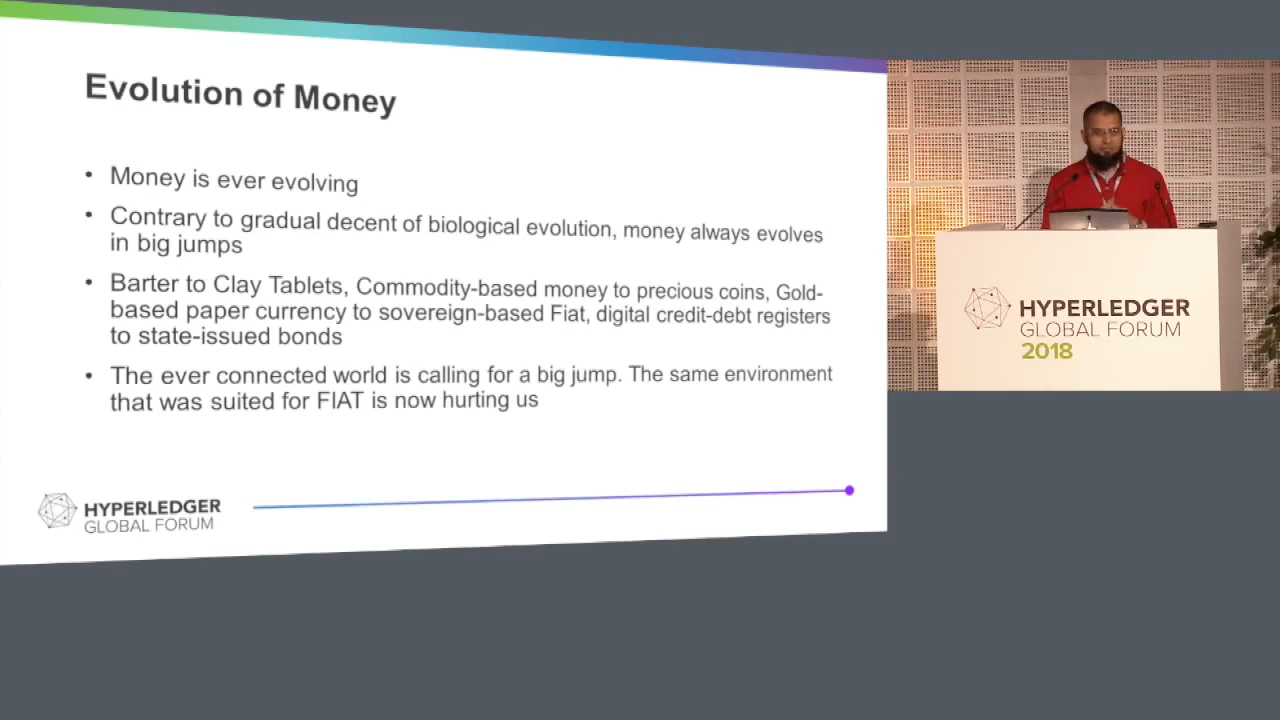 Evolution of Money
• Money is ever evolving
• Contrary to gradual decent of biological evolution, money always evolves
in big jumps
• Barter to Clay Tablets, Commodity-based money to precious coins, Gold-
based paper currency to sovereign-based Fiat, digital credit-debt registers
to state-issued bonds
• The ever connected world is calling for a big jump. The same environment
that was suited for FIAT is now hurting us
HYPERLEDGER
GLOBAL FORUM
HYPERLEDGER
GLOBAL FORUM
2018